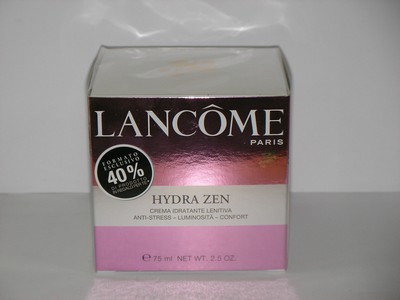 LANCÔME
PARIS
FORMATO
ESCLUSIVO
40%
DI PRODOTTO
HYDRA ZEN
CREMA IDRATANTE LENITIVA
ANTI-STRESS – LUMINOSITÀ – CONFORT
℮ 75 ml NET WT. 2.5 OZ.